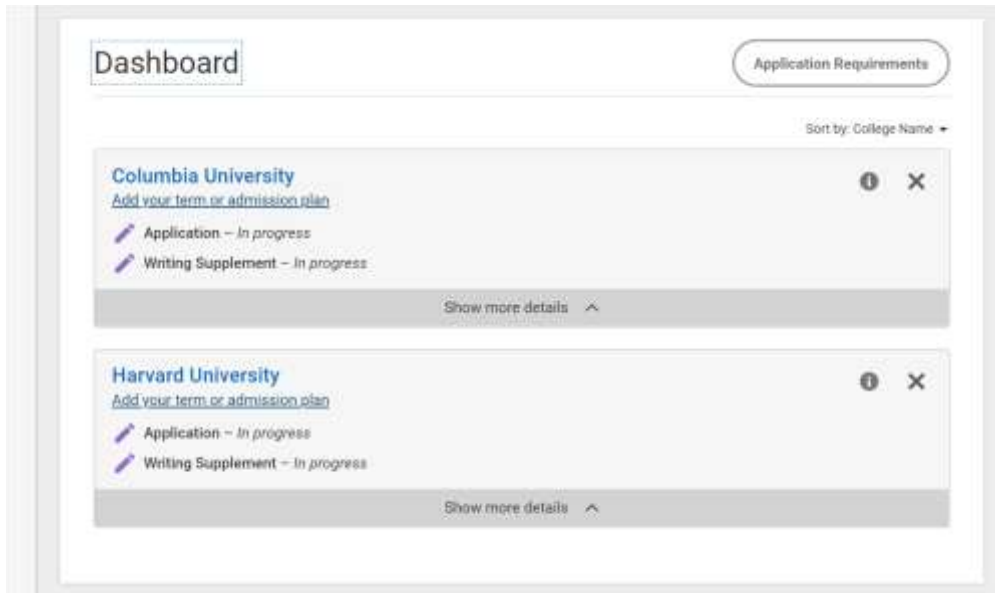 Dashboard
Application Requirements
Sort by: College Name
Columbia University
Add your term or admission plan
Application – In progress
Writing Supplement – In progress
Show more details
Harvard University
Add your term or admission plan
Application – In progress
Writing Supplement – In progress
Show more details